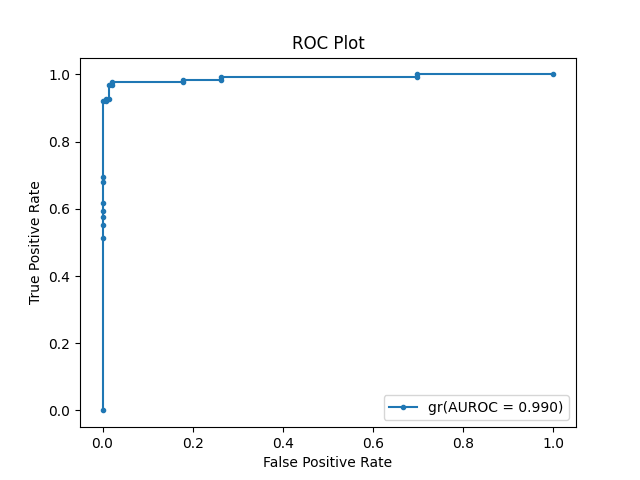 ROC Plot
True Positive Rate
1.0
0.8
0.6
0.4
0.2
0.0
gr(AUROC = 0.990)
0.0 0.2 0.4 0.6 0.8 1.0
False Positive Rate